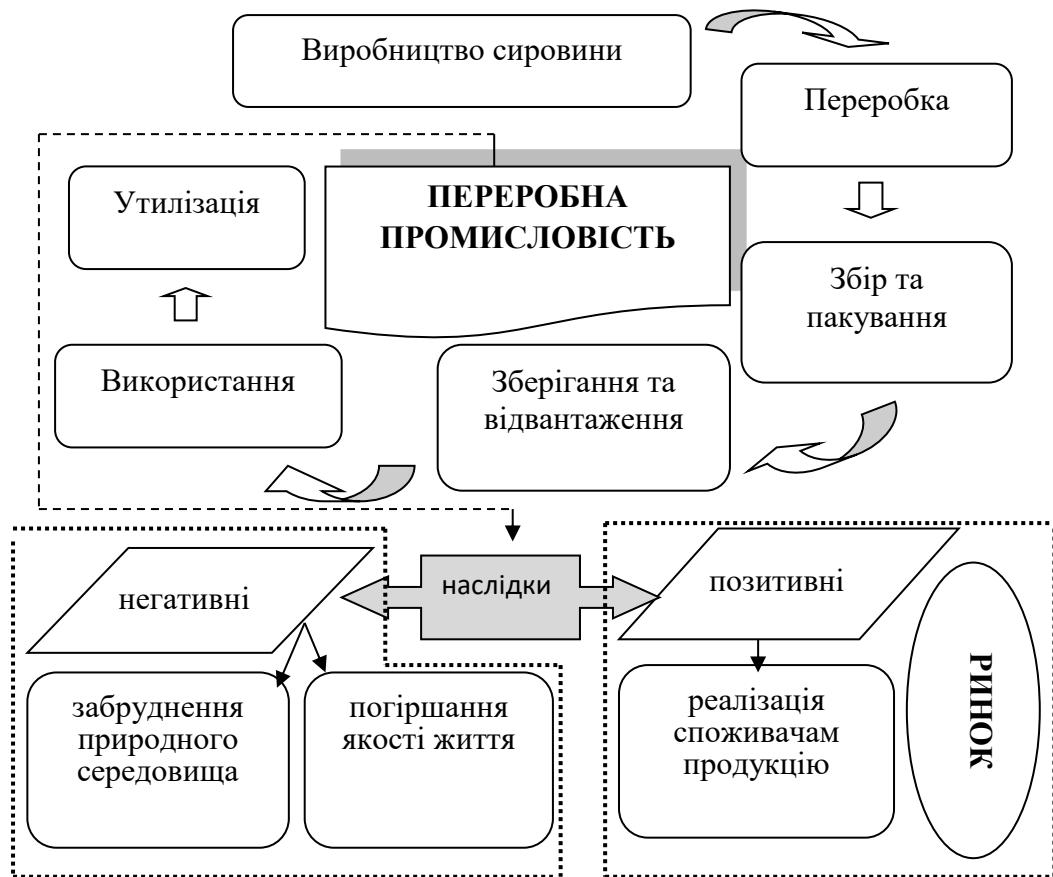 Виробництво сировини
Переробка
Утилізація
ПЕРЕРОБНА
ПРОМИСЛОВІСТЬ
Збір та
пакування
Використання
Зберігання та
відвантаження
негативні
наслідки
позитивні
забруднення
природного
середовища
погіршання
якості життя
реалізація
споживачам
продукцію
РИНОК